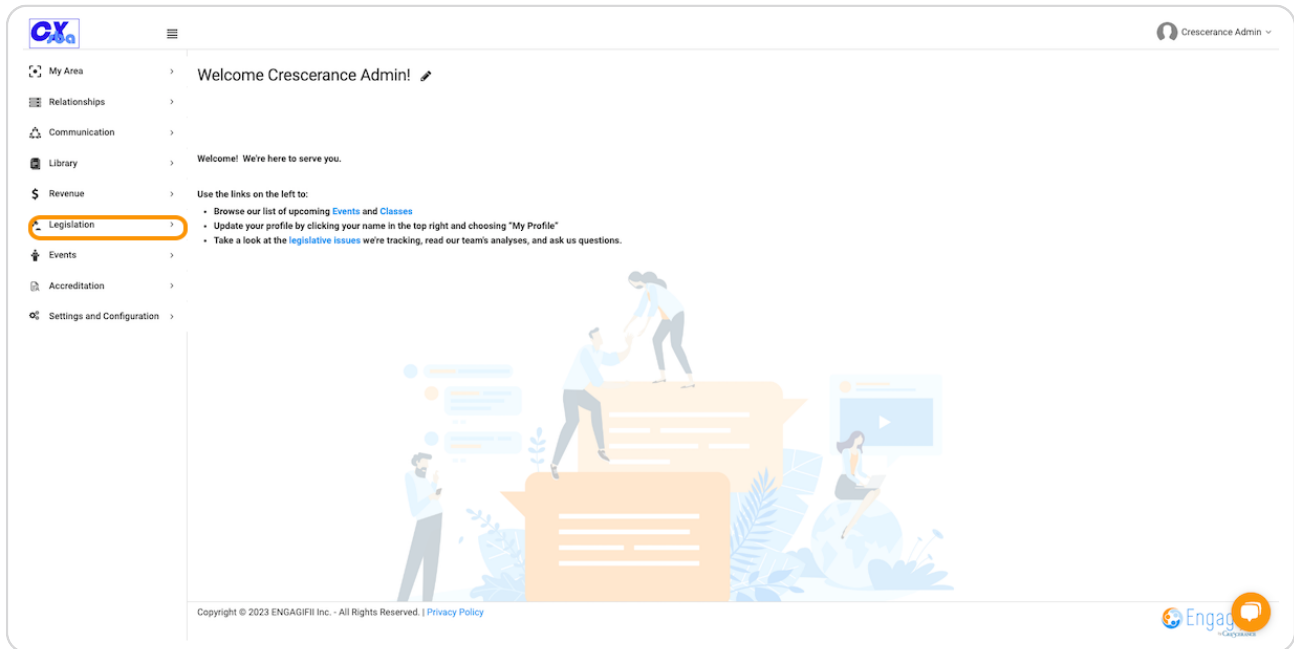 CX
sba
Crescerance Admin
My Area
Relationships
Communication
Library
Revenue
Legislation
Events
Accreditation
Settings and Configuration
Welcome Crescerance Admin!
Welcome! We're here to serve you.
Use the links on the left to:
• Browse our list of upcoming Events and Classes
• Update your profile by clicking your name in the top right and choosing "My Profile"
• Take a look at the legislative issues we're tracking, read our team's analyses, and ask us questions.
Copyright © 2023 ENGAGIFII Inc. - All Rights Reserved. | Privacy Policy